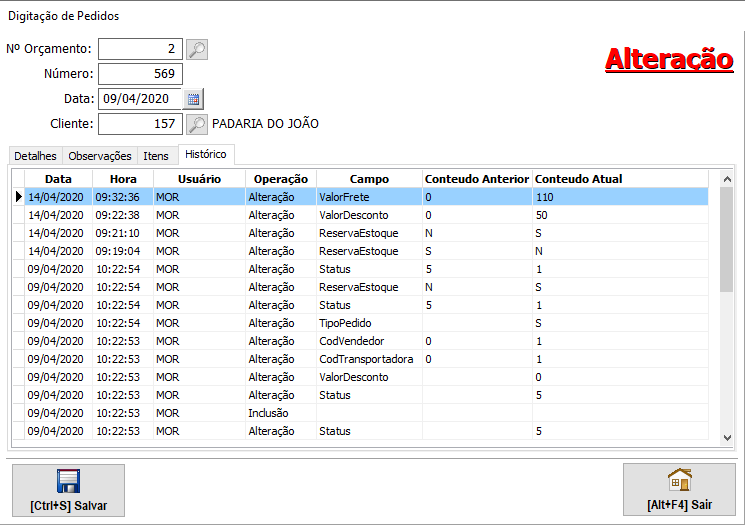 Digitação de Pedidos
Nº Orçamento: 2
Alteração
Número: 569
Data: 09/04/2020
Cliente: 157 PADARIA DO JOÃO
Detalhes Observações Itens Histórico
Data Hora Usuário Operação Campo Conteudo Anterior Conteudo Atual
14/04/2020 09:32:36 MOR Alteração ValorFrete 0 110
14/04/2020 09:22:38 MOR Alteração ValorDesconto 0 50
14/04/2020 09:21:10 MOR Alteração ReservaEstoque N S
14/04/2020 09:19:04 MOR Alteração ReservaEstoque S N
09/04/2020 10:22:54 MOR Alteração Status 5 1
09/04/2020 10:22:54 MOR Alteração ReservaEstoque N S
09/04/2020 10:22:54 MOR Alteração Status 5 1
09/04/2020 10:22:54 MOR Alteração TipoPedido S
09/04/2020 10:22:53 MOR Alteração CodVendedor 0 1
09/04/2020 10:22:53 MOR Alteração CodTransportadora 0 1
09/04/2020 10:22:53 MOR Alteração ValorDesconto 0
09/04/2020 10:22:53 MOR Alteração Status 5
09/04/2020 10:22:53 MOR Inclusão
09/04/2020 10:22:53 MOR Alteração Status 5
[Ctrl+S] Salvar [Alt+F4] Sair